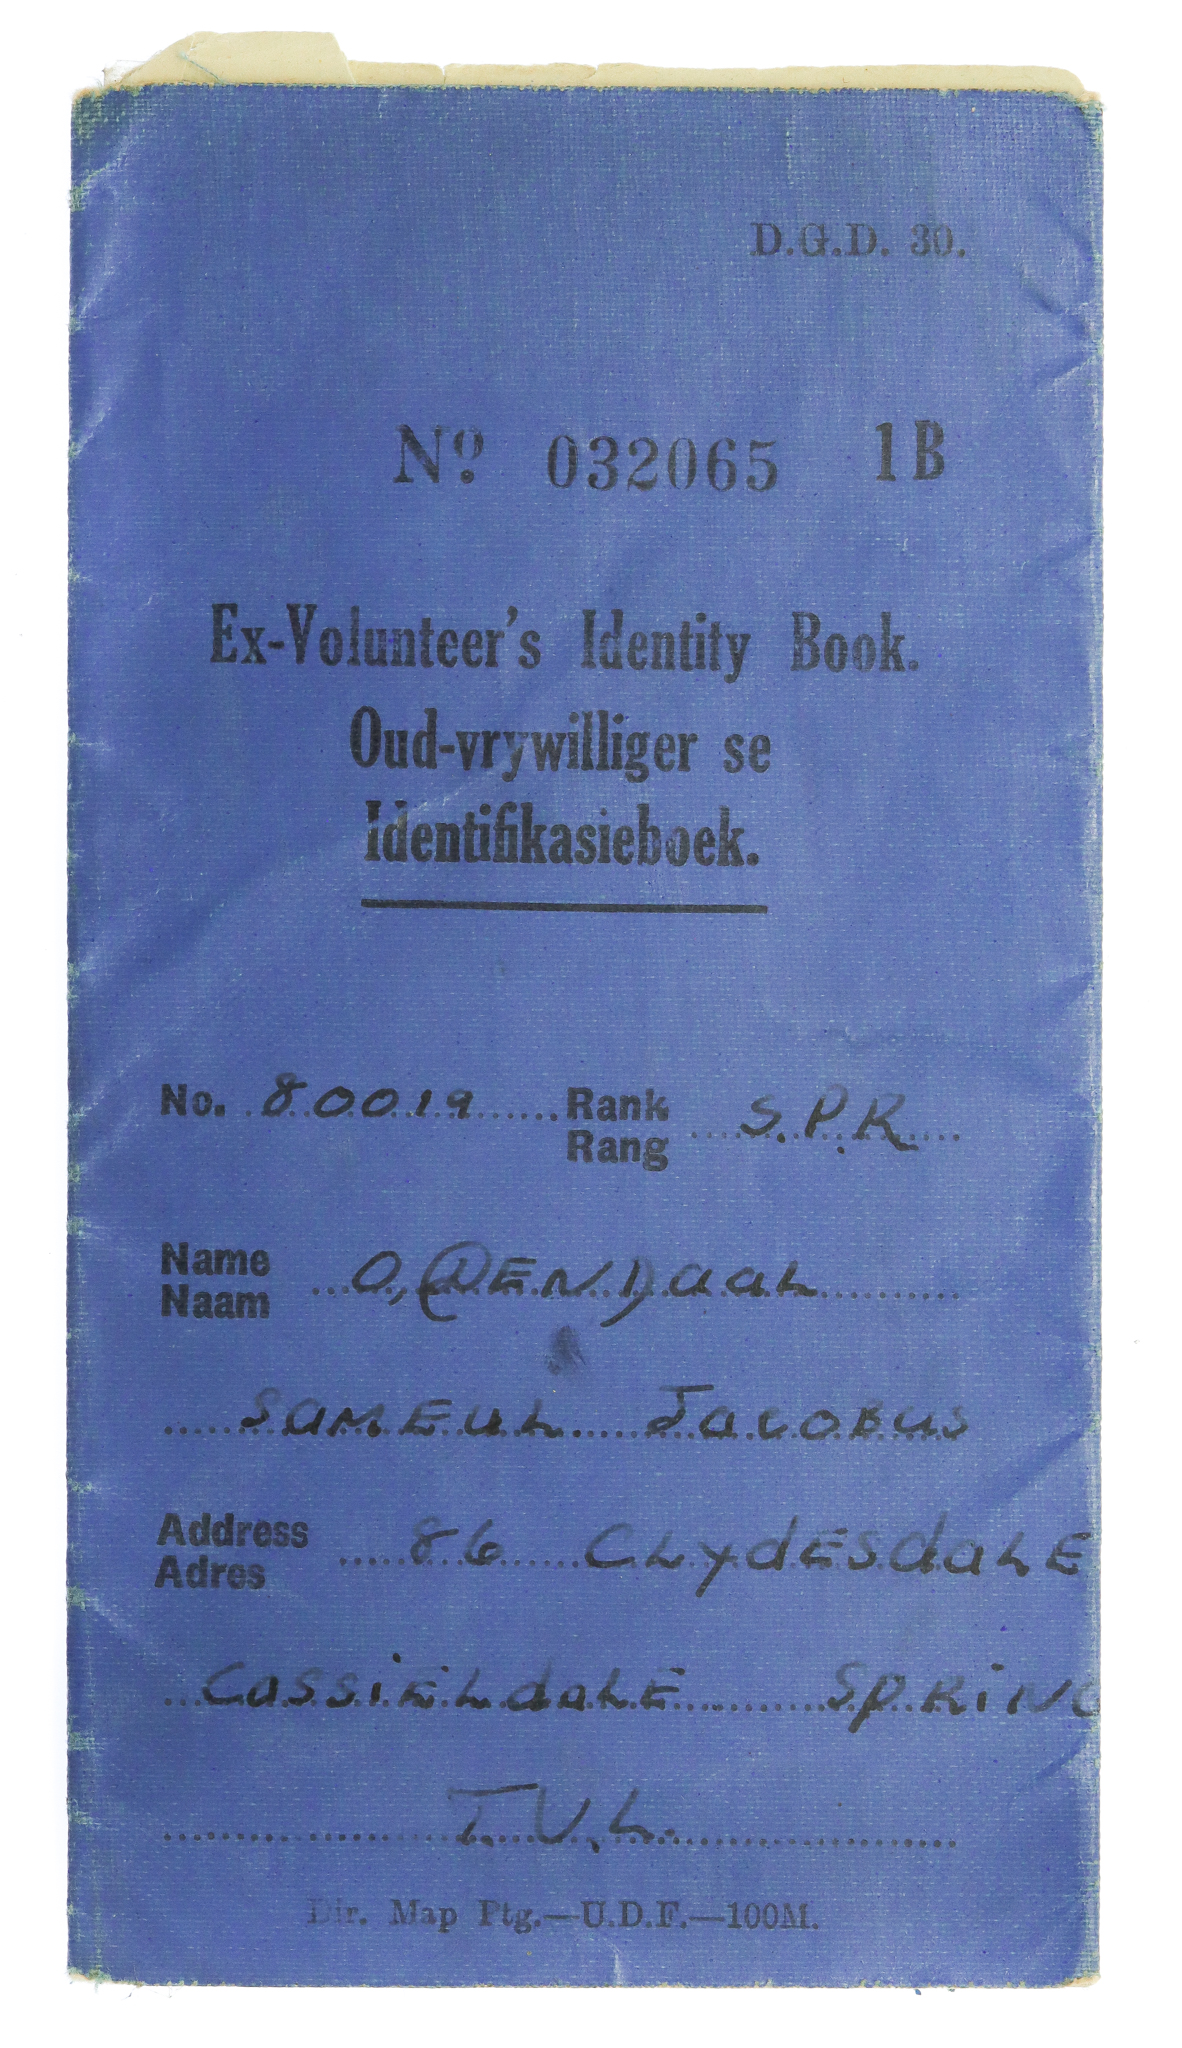 D.G.D. 30.
Nº 032065 1B
Ex-Volunteer's Identity Book.
Oud-vrywilliger se
Identifikasieboek.
No. 80019 Rank S.P.R
Rang
Name O,DENDaaL
Naam
SaMEuL JacoBus
Address 86 CLydESdaLE
Adres
CaSSiELdaLE SPRiNG
T.V.L.
Dir. Map Ptg.—U.D.F.—100M.